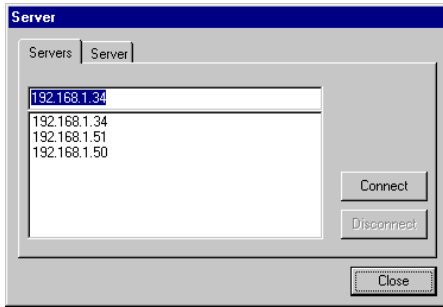 Server
Servers Server
192.168.1.34
192.168.1.34
192.168.1.51
192.168.1.50
Connect
Disconnect
Close